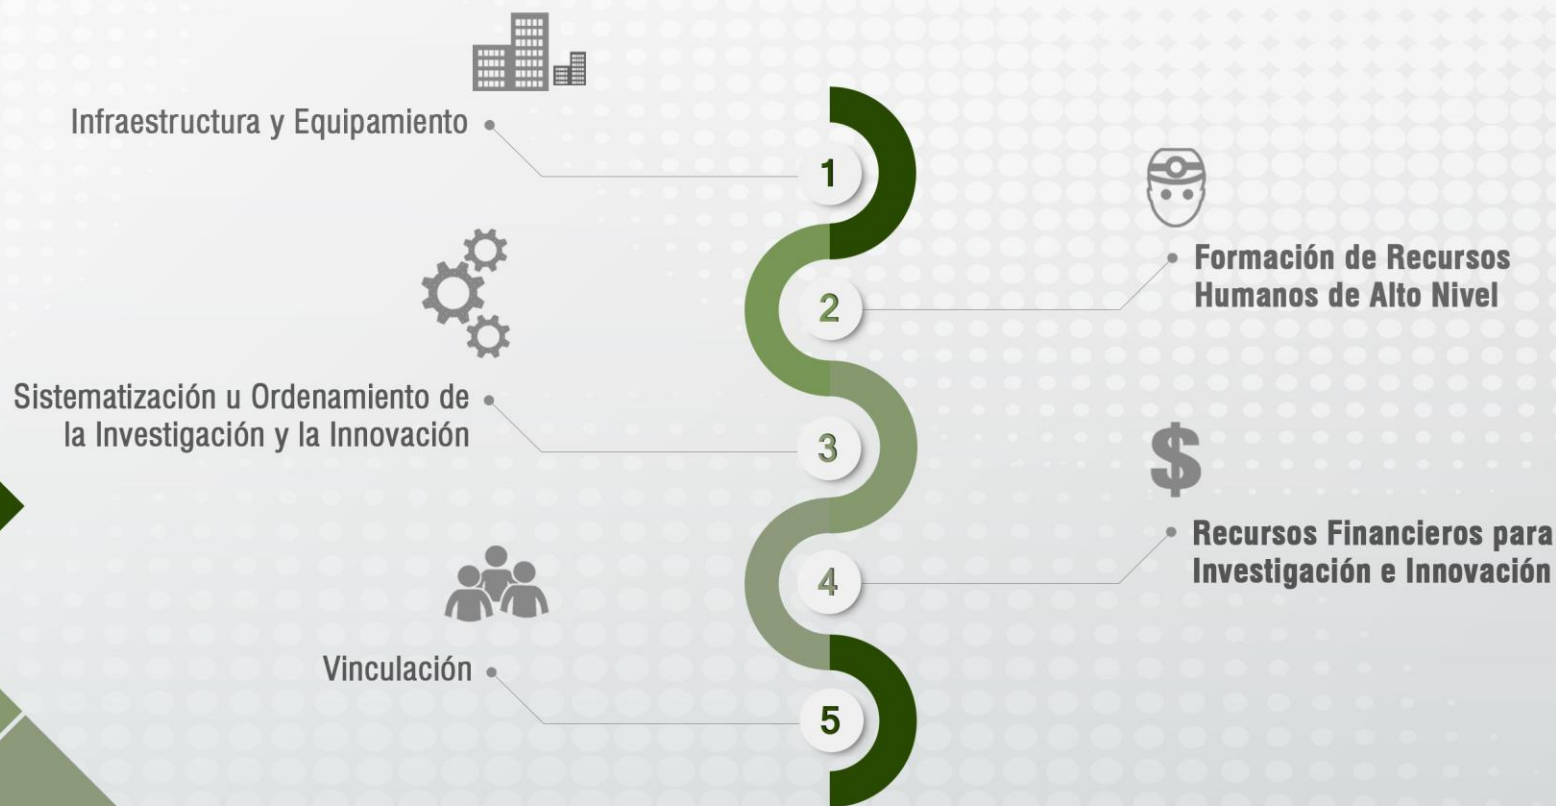 Infraestructura y Equipamiento
1
Formación de Recursos
Humanos de Alto Nivel
2
Sistematización u Ordenamiento de
la Investigación y la Innovación
3
$
Recursos Financieros para
Investigación e Innovación
4
Vinculación
5